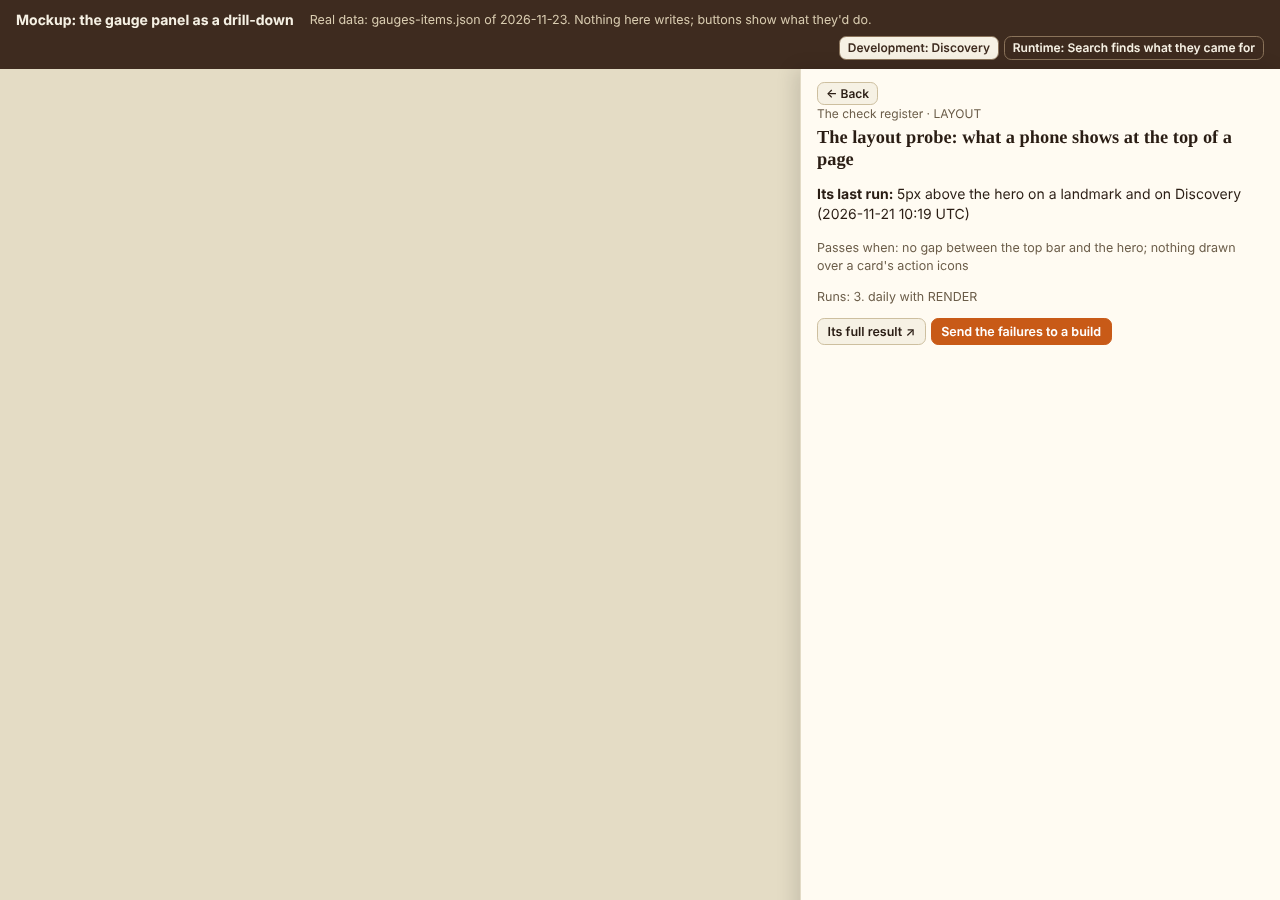 Mockup: the gauge panel as a drill-down
Real data: gauges-items.json of 2026-11-23. Nothing here writes; buttons show what they'd do.
Development: Discovery
Runtime: Search finds what they came for
← Back
The check register · LAYOUT
The layout probe: what a phone shows at the top of a
page
Its last run: 5px above the hero on a landmark and on Discovery
(2026-11-21 10:19 UTC)
Passes when: no gap between the top bar and the hero; nothing drawn
over a card's action icons
Runs: 3. daily with RENDER
Its full result ↗
Send the failures to a build